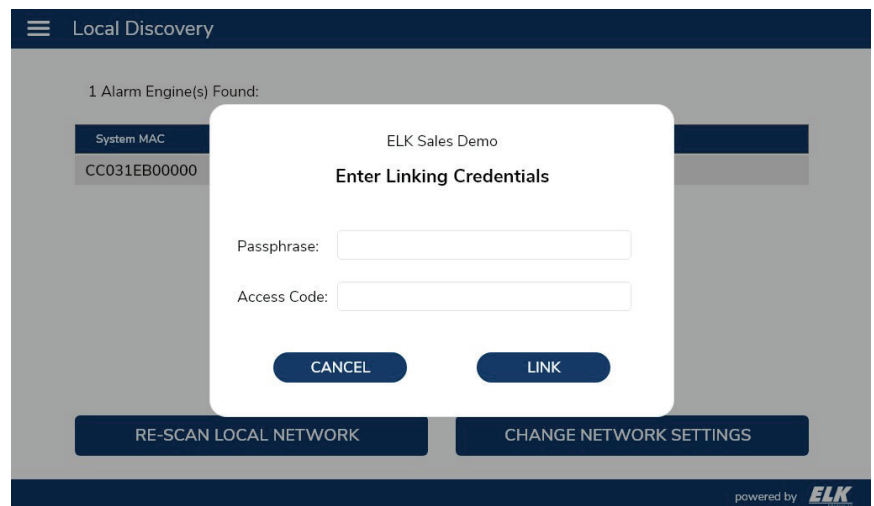 Local Discovery
1 Alarm Engine(s) Found:
System MAC
CC031EB00000
ELK Sales Demo
Enter Linking Credentials
Passphrase:
Access Code:
CANCEL LINK
RE-SCAN LOCAL NETWORK CHANGE NETWORK SETTINGS
powered by ELK